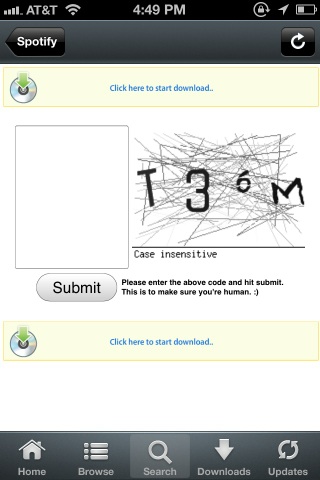 AT&T 4:49 PM
Spotify
Click here to start download..
T36M
Case insensitive
Submit
Please enter the above code and hit submit.
This is to make sure you're human. :)
Click here to start download..
Home Browse Search Downloads Updates